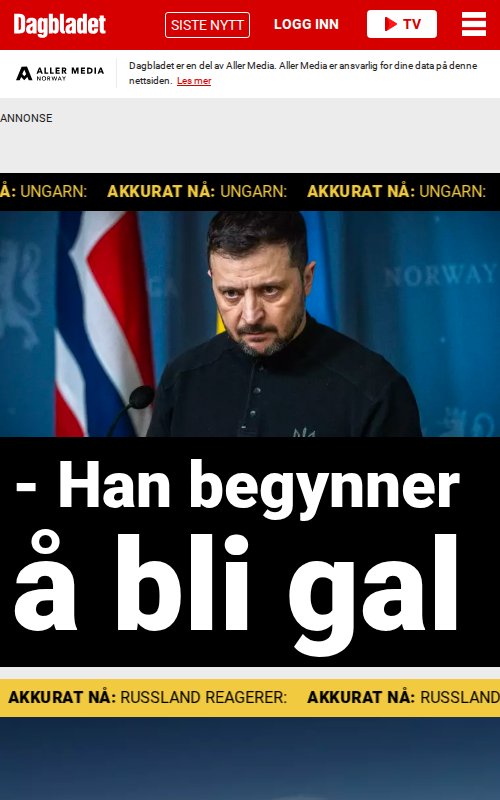 Dagbladet
SISTE NYTT
LOGG INN
TV
ALLER MEDIA
NORWAY
Dagbladet er en del av Aller Media. Aller Media er ansvarlig for dine data på denne
nettsiden. Les mer
ANNONSE
Å: UNGARN: AKKURAT NÅ: UNGARN: AKKURAT NÅ: UNGARN:
NORWAY
- Han begynner
å bli gal
AKKURAT NÅ: RUSSLAND REAGERER: AKKURAT NÅ: RUSSLAND